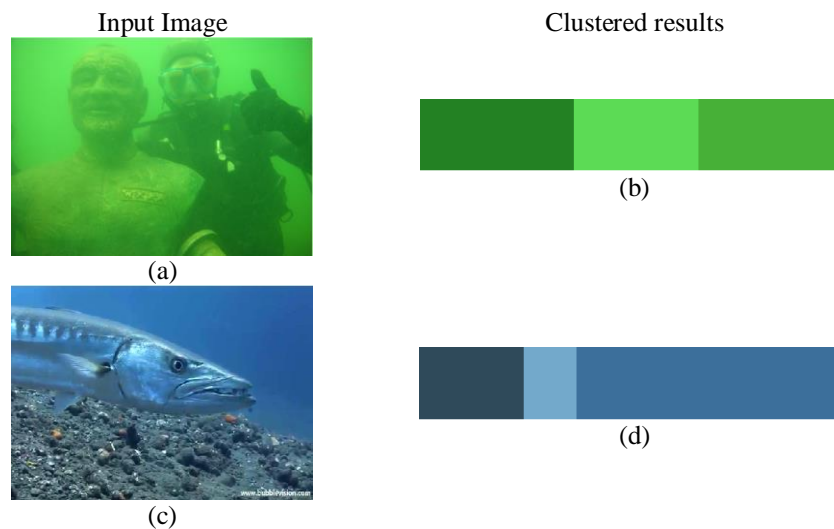 Input Image
Clustered results
(a)
(b)
(c)
(d)
www.bubblevision.com